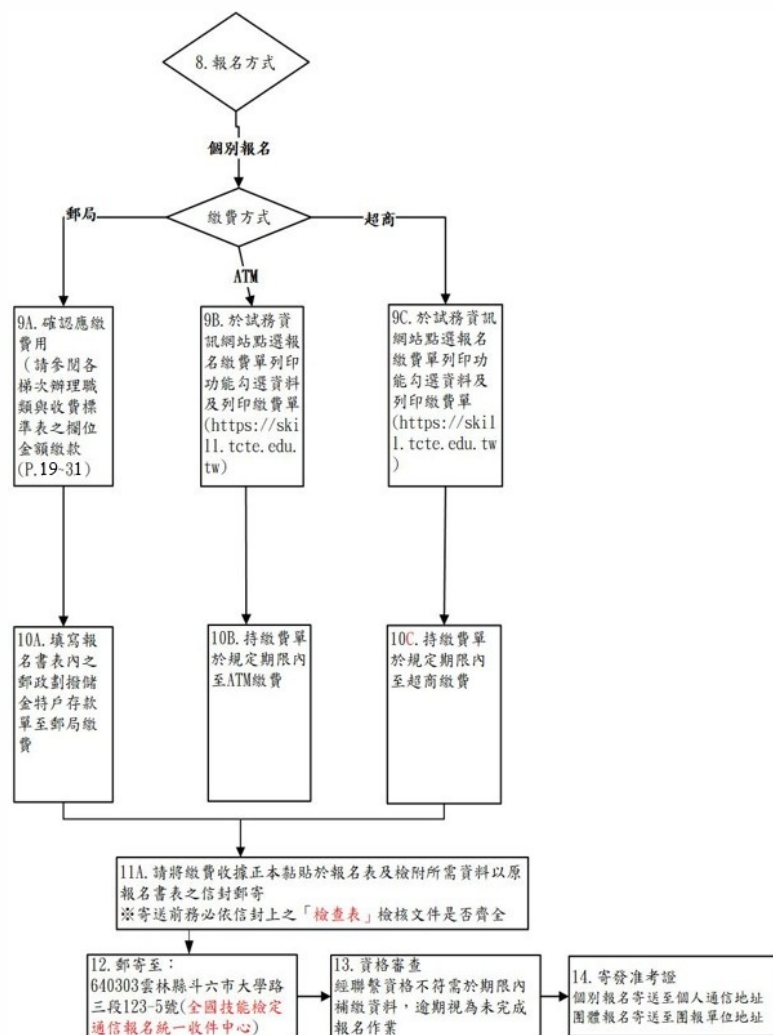 8.報名方式
個別報名
郵局
繳費方式
超商
ATM
9A.確認應繳
費用
（請參閱各
梯次辦理職
類與收費標
準表之欄位
金額繳款
(P.19~31)
9B.於試務資
訊網站點選報
名繳費單列印
功能勾選資料
及列印繳費單
(https://ski
ll.tcte.edu.
tw)
9C.於試務資訊
網站點選報名
繳費單列印功
能勾選資料及
列印繳費單
(https://skil
l.tcte.edu.tw
)
10A.填寫報
名書表內之
郵政劃撥儲
金特戶存款
單至郵局繳
費
10B.持繳費單
於規定期限內
至ATM繳費
10C.持繳費單
於規定期限內
至超商繳費
11A.請將繳費收據正本黏貼於報名表及檢附所需資料以原
報名書表之信封郵寄
※寄送前務必依信封上之「檢查表」檢核文件是否齊全
12.郵寄至：
640303雲林縣斗六市大學路
三段123-5號(全國技能檢定
通信報名統一收件中心)
13.資格審查
經聯繫資格不符需於期限內
補繳資料，逾期視為未完成
報名作業
14.寄發准考證
個別報名寄送至個人通信地址
團體報名寄送至團報單位地址